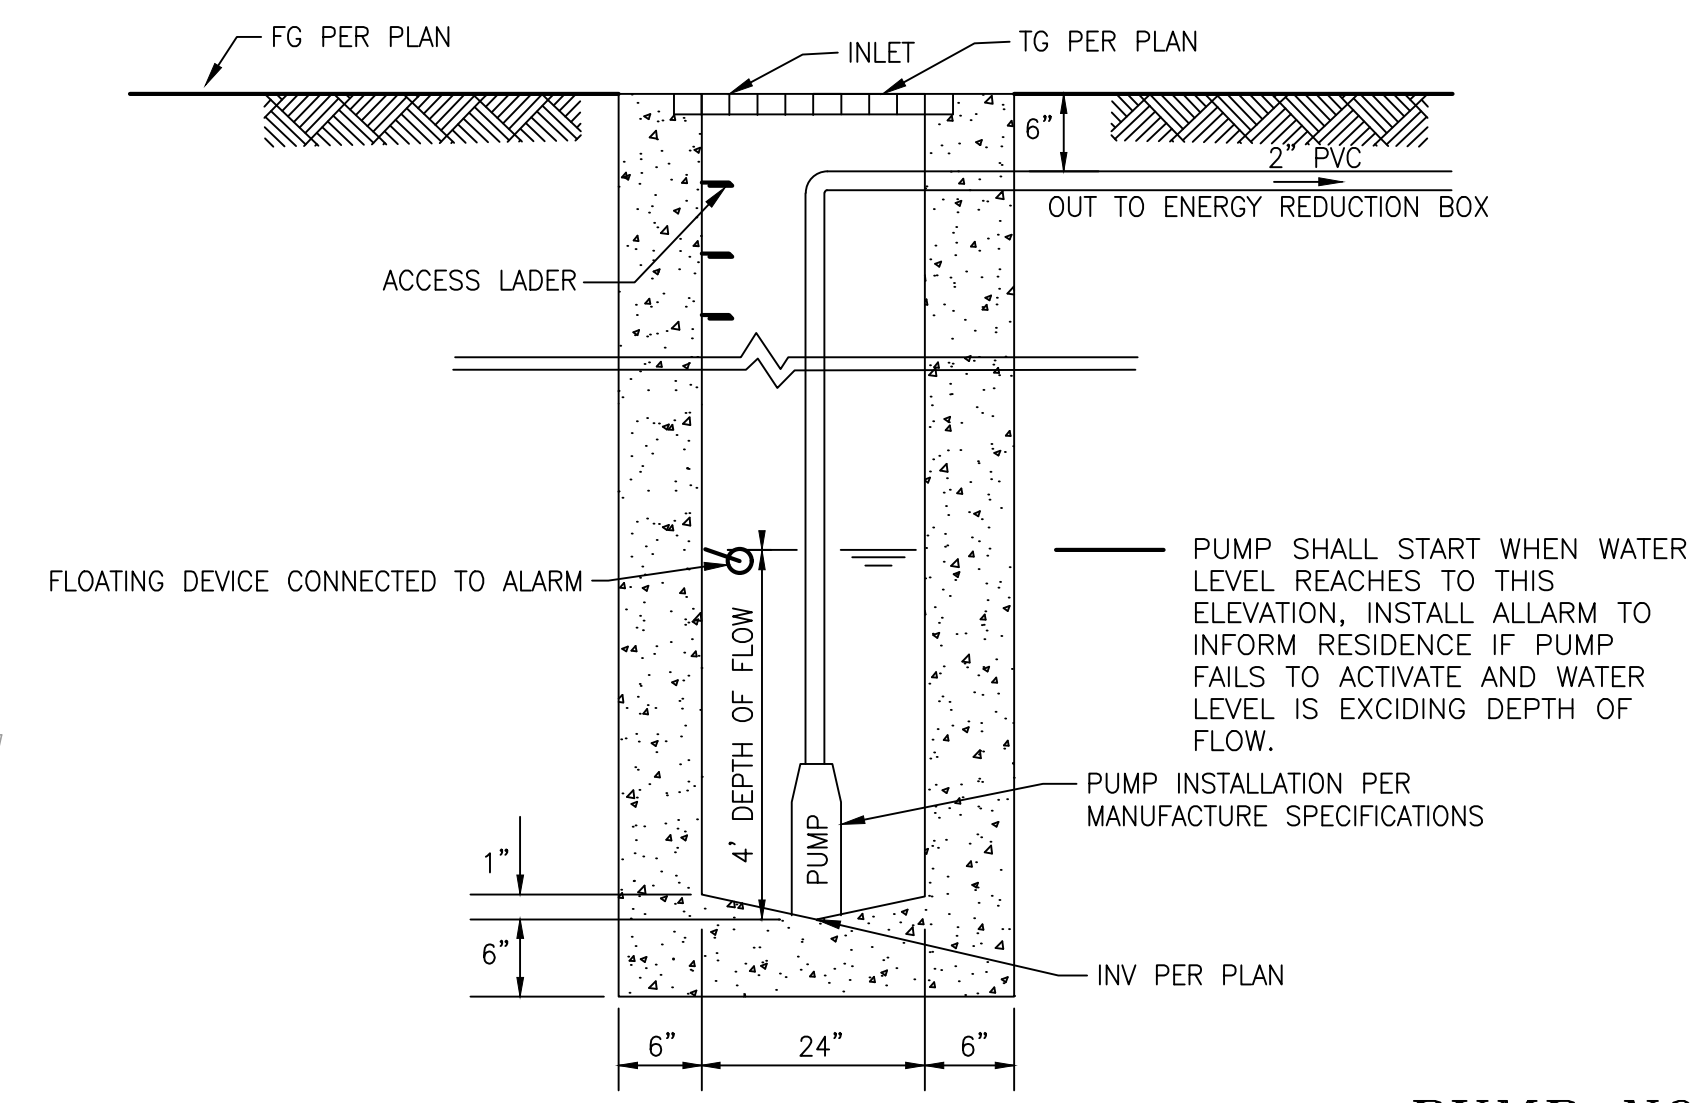 FG PER PLAN
INLET
TG PER PLAN
6"
2" PVC
OUT TO ENERGY REDUCTION BOX
ACCESS LADER
PUMP SHALL START WHEN WATER
LEVEL REACHES TO THIS
ELEVATION, INSTALL ALLARM TO
INFORM RESIDENCE IF PUMP
FAILS TO ACTIVATE AND WATER
LEVEL IS EXCIDING DEPTH OF
FLOW.
FLOATING DEVICE CONNECTED TO ALARM
4' DEPTH OF FLOW
PUMP
PUMP INSTALLATION PER
MANUFACTURE SPECIFICATIONS
1"
6"
INV PER PLAN
6"
24"
6"